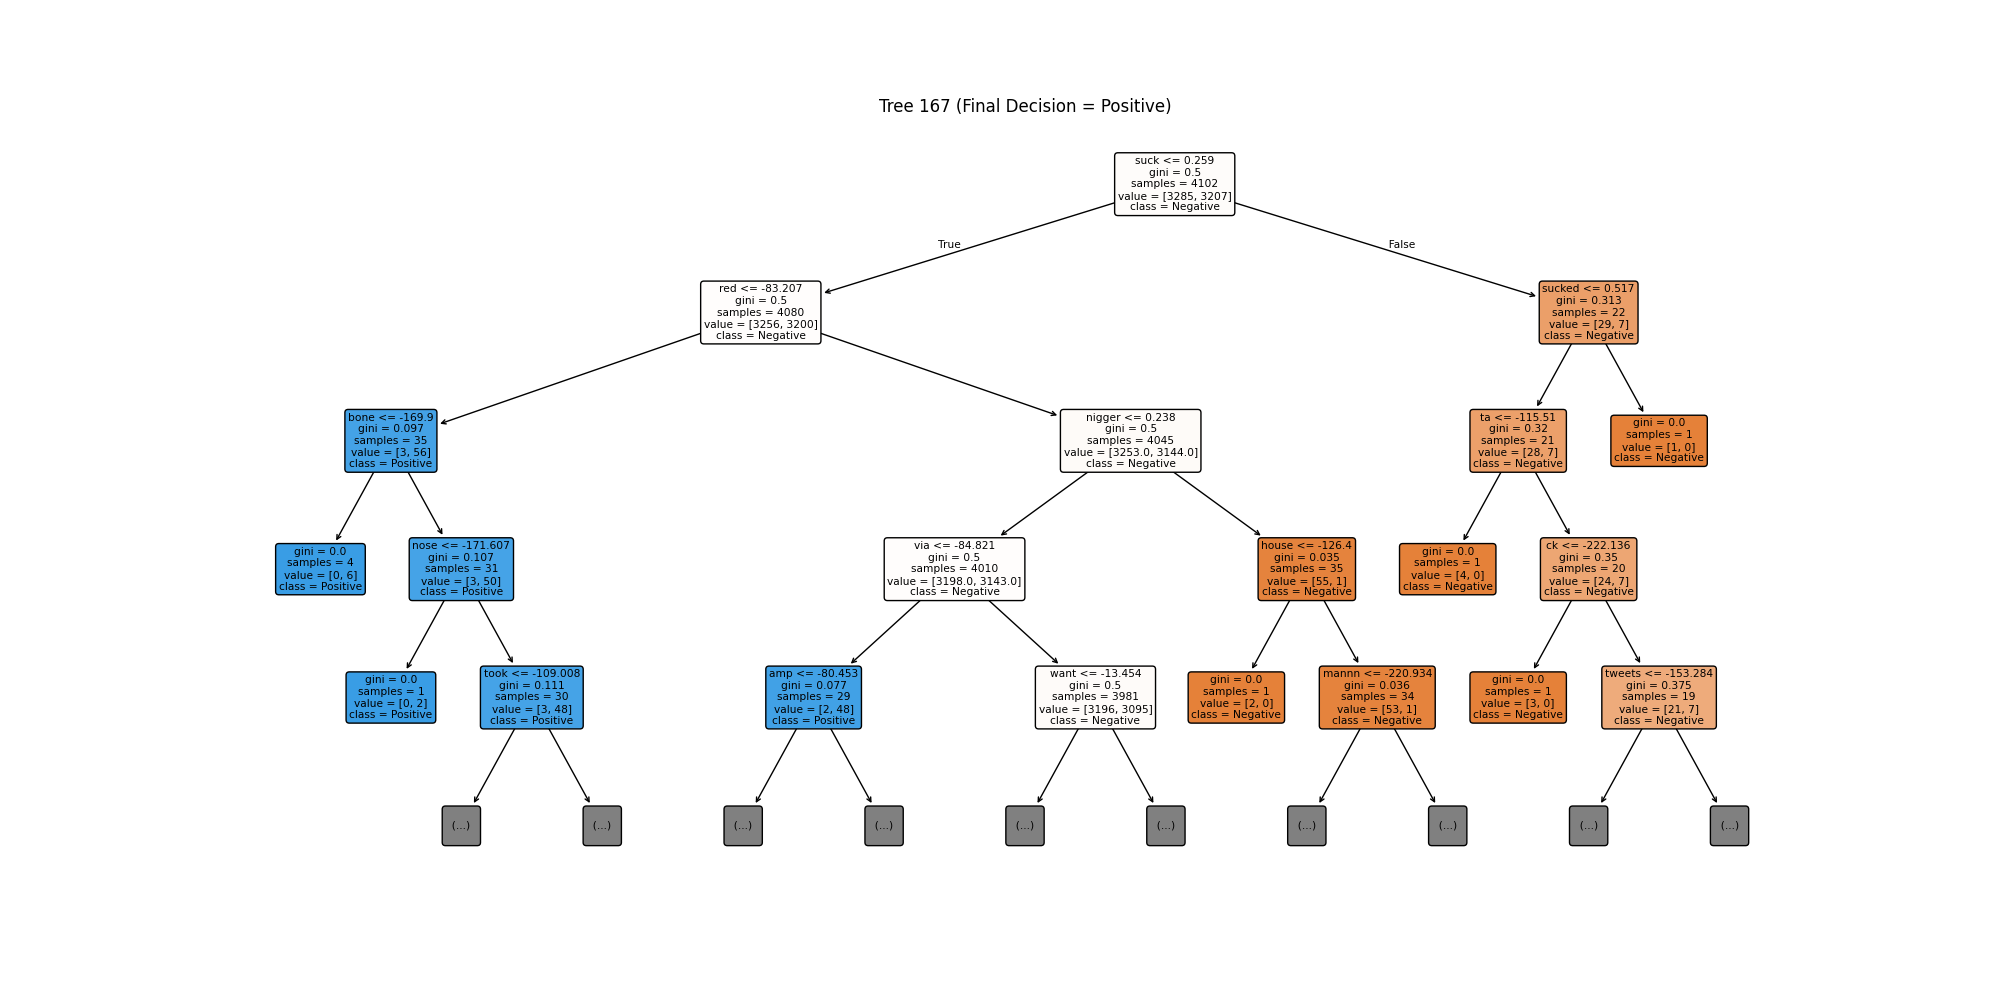 Tree 167 (Final Decision = Positive)
suck <= 0.259
gini = 0.5
samples = 4102
value = [3285, 3207]
class = Negative
True
False
red <= -83.207
gini = 0.5
samples = 4080
value = [3256, 3200]
class = Negative
sucked <= 0.517
gini = 0.313
samples = 22
value = [29, 7]
class = Negative
bone <= -169.9
gini = 0.097
samples = 35
value = [3, 56]
class = Positive
nigger <= 0.238
gini = 0.5
samples = 4045
value = [3253.0, 3144.0]
class = Negative
ta <= -115.51
gini = 0.32
samples = 21
value = [28, 7]
class = Negative
gini = 0.0
samples = 1
value = [1, 0]
class = Negative
gini = 0.0
samples = 4
value = [0, 6]
class = Positive
nose <= -171.607
gini = 0.107
samples = 31
value = [3, 50]
class = Positive
via <= -84.821
gini = 0.5
samples = 4010
value = [3198.0, 3143.0]
class = Negative
house <= -126.4
gini = 0.035
samples = 35
value = [55, 1]
class = Negative
gini = 0.0
samples = 1
value = [4, 0]
class = Negative
ck <= -222.136
gini = 0.35
samples = 20
value = [24, 7]
class = Negative
gini = 0.0
samples = 1
value = [0, 2]
class = Positive
took <= -109.008
gini = 0.111
samples = 30
value = [3, 48]
class = Positive
amp <= -80.453
gini = 0.077
samples = 29
value = [2, 48]
class = Positive
want <= -13.454
gini = 0.5
samples = 3981
value = [3196, 3095]
class = Negative
gini = 0.0
samples = 1
value = [2, 0]
class = Negative
mannn <= -220.934
gini = 0.036
samples = 34
value = [53, 1]
class = Negative
gini = 0.0
samples = 1
value = [3, 0]
class = Negative
tweets <= -153.284
gini = 0.375
samples = 19
value = [21, 7]
class = Negative
(...)
(...)
(...)
(...)
(...)
(...)
(...)
(...)
(...)
(...)